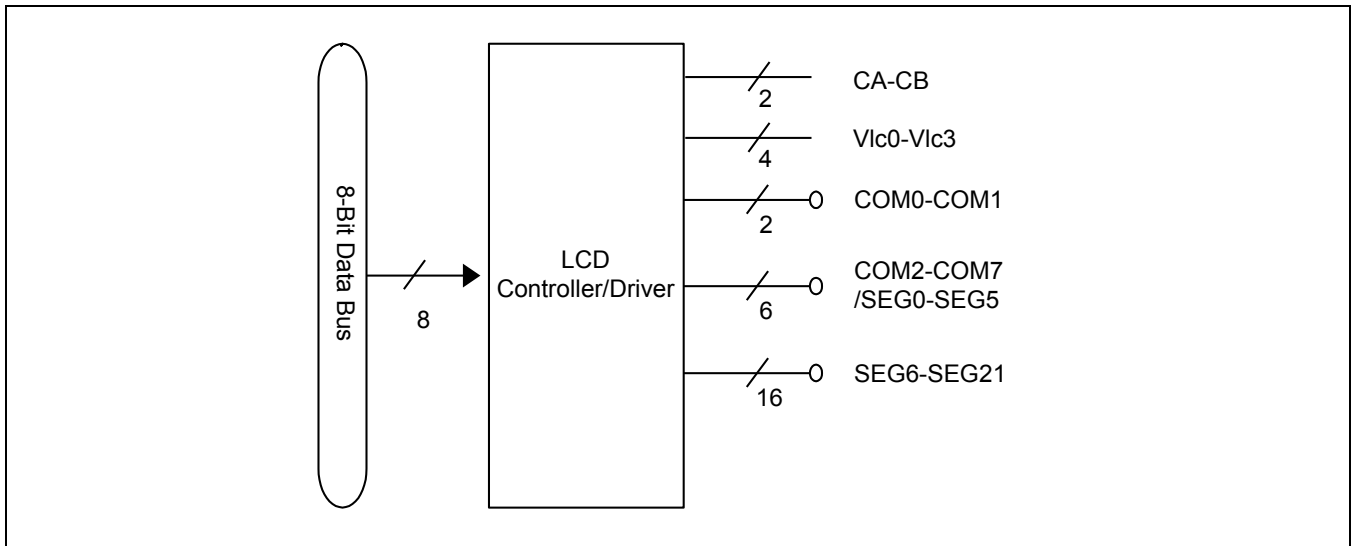 8-Bit Data Bus
8
LCD
Controller/Driver
2
CA-CB
4
Vlc0-Vlc3
2
COM0-COM1
6
COM2-COM7
/SEG0-SEG5
16
SEG6-SEG21